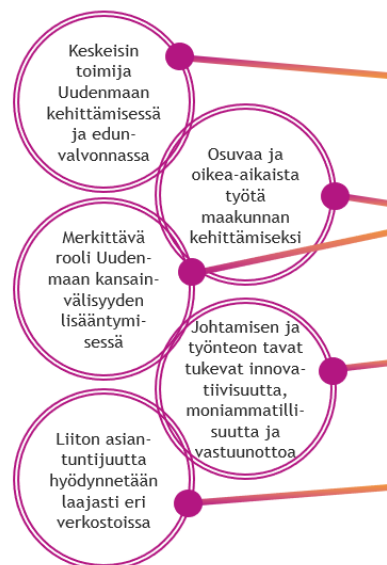 Keskeisin
toimija
Uudenmaan
kehittämisessä
ja edun-
valvonnassa
Osuvaa ja
oikea-aikaista
työtä
maakunnan
kehittämiseksi
Merkittävä
rooli Uuden-
maan kansain-
välisyyden
lisääntymi-
sessä
Johtamisen ja
työnteon tavat
tukevat innova-
tiivisuutta,
moniammatilli-
suutta ja
vastuunottoa
Liiton asian-
tuntijuutta
hyödynnetään
laajasti eri
verkostoissa